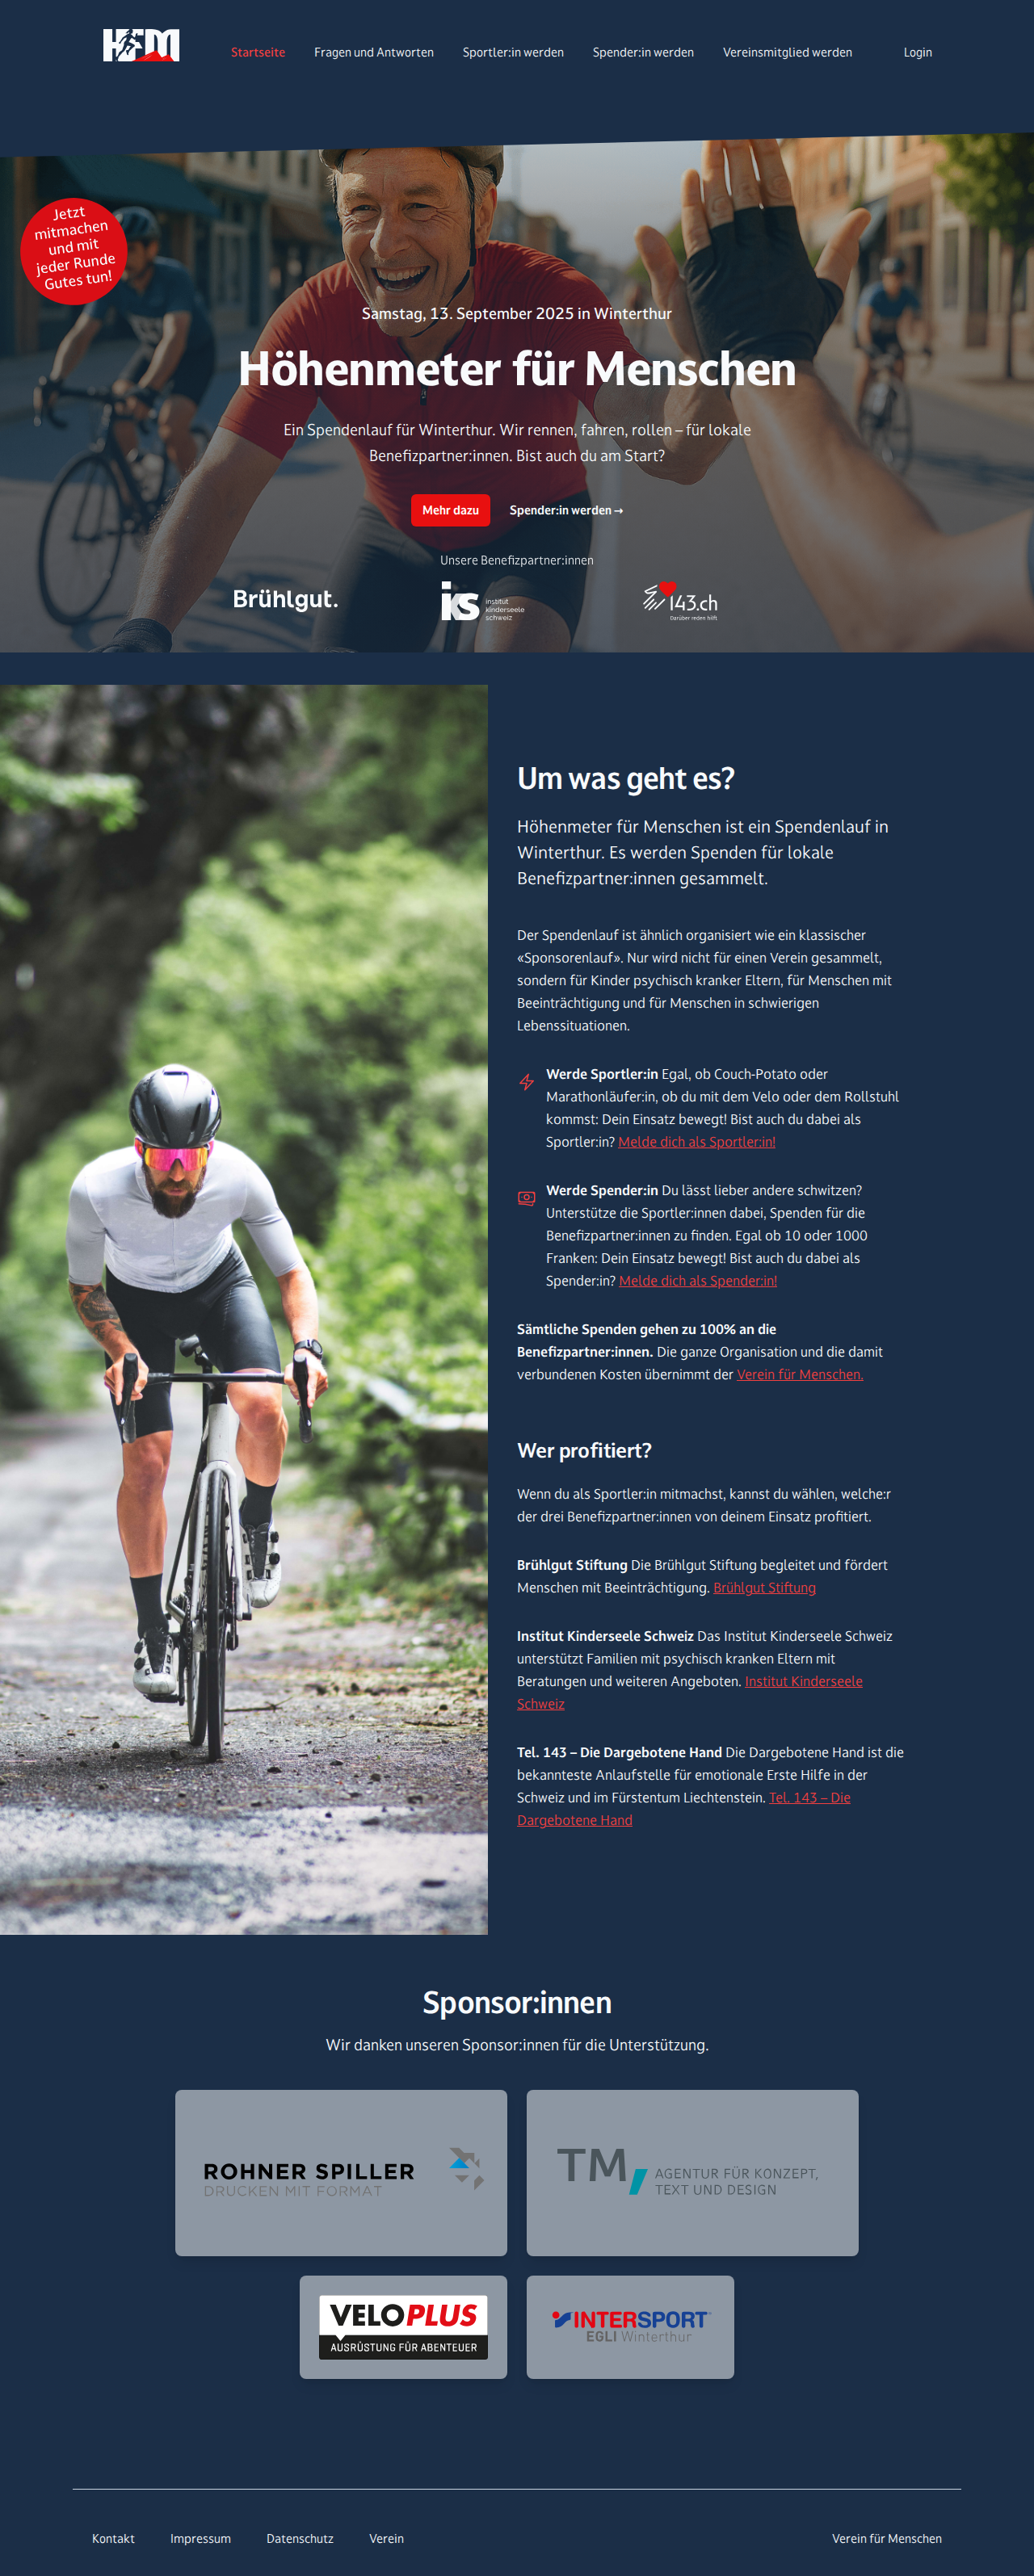 HFM
Startseite
Fragen und Antworten
Sportler:in werden
Spender:in werden
Vereinsmitglied werden
Login
Jetzt
mitmachen
und mit
jeder Runde
Gutes tun!
Samstag, 13. September 2025 in Winterthur
Höhenmeter für Menschen
Ein Spendenlauf für Winterthur. Wir rennen, fahren, rollen – für lokale
Benefizpartner:innen. Bist auch du am Start?
Mehr dazu
Spender:in werden →
Unsere Benefizpartner:innen
Brühlgut.
iks
institut
kinderseele
schweiz
143.ch
Darüber reden hilft.
Um was geht es?
Höhenmeter für Menschen ist ein Spendenlauf in
Winterthur. Es werden Spenden für lokale
Benefizpartner:innen gesammelt.
Der Spendenlauf ist ähnlich organisiert wie ein klassischer
«Sponsorenlauf». Nur wird nicht für einen Verein gesammelt,
sondern für Kinder psychisch kranker Eltern, für Menschen mit
Beeinträchtigung und für Menschen in schwierigen
Lebenssituationen.
Werde Sportler:in Egal, ob Couch-Potato oder
Marathonläufer:in, ob du mit dem Velo oder dem Rollstuhl
kommst: Dein Einsatz bewegt! Bist auch du dabei als
Sportler:in? Melde dich als Sportler:in!
Werde Spender:in Du lässt lieber andere schwitzen?
Unterstütze die Sportler:innen dabei, Spenden für die
Benefizpartner:innen zu finden. Egal ob 10 oder 1000
Franken: Dein Einsatz bewegt! Bist auch du dabei als
Spender:in? Melde dich als Spender:in!
Sämtliche Spenden gehen zu 100% an die
Benefizpartner:innen. Die ganze Organisation und die damit
verbundenen Kosten übernimmt der Verein für Menschen.
Wer profitiert?
Wenn du als Sportler:in mitmachst, kannst du wählen, welche:r
der drei Benefizpartner:innen von deinem Einsatz profitiert.
Brühlgut Stiftung Die Brühlgut Stiftung begleitet und fördert
Menschen mit Beeinträchtigung. Brühlgut Stiftung
Institut Kinderseele Schweiz Das Institut Kinderseele Schweiz
unterstützt Familien mit psychisch kranken Eltern mit
Beratungen und weiteren Angeboten. Institut Kinderseele
Schweiz
Tel. 143 – Die Dargebotene Hand Die Dargebotene Hand ist die
bekannteste Anlaufstelle für emotionale Erste Hilfe in der
Schweiz und im Fürstentum Liechtenstein. Tel. 143 – Die
Dargebotene Hand
Sponsor:innen
Wir danken unseren Sponsor:innen für die Unterstützung.
ROHNER SPILLER
DRUCKEN MIT FORMAT
TM
AGENTUR FÜR KONZEPT,
TEXT UND DESIGN
VELOPLUS
AUSRÜSTUNG FÜR ABENTEUER
INTERSPORT
EGLI Winterthur
Kontakt
Impressum
Datenschutz
Verein
Verein für Menschen